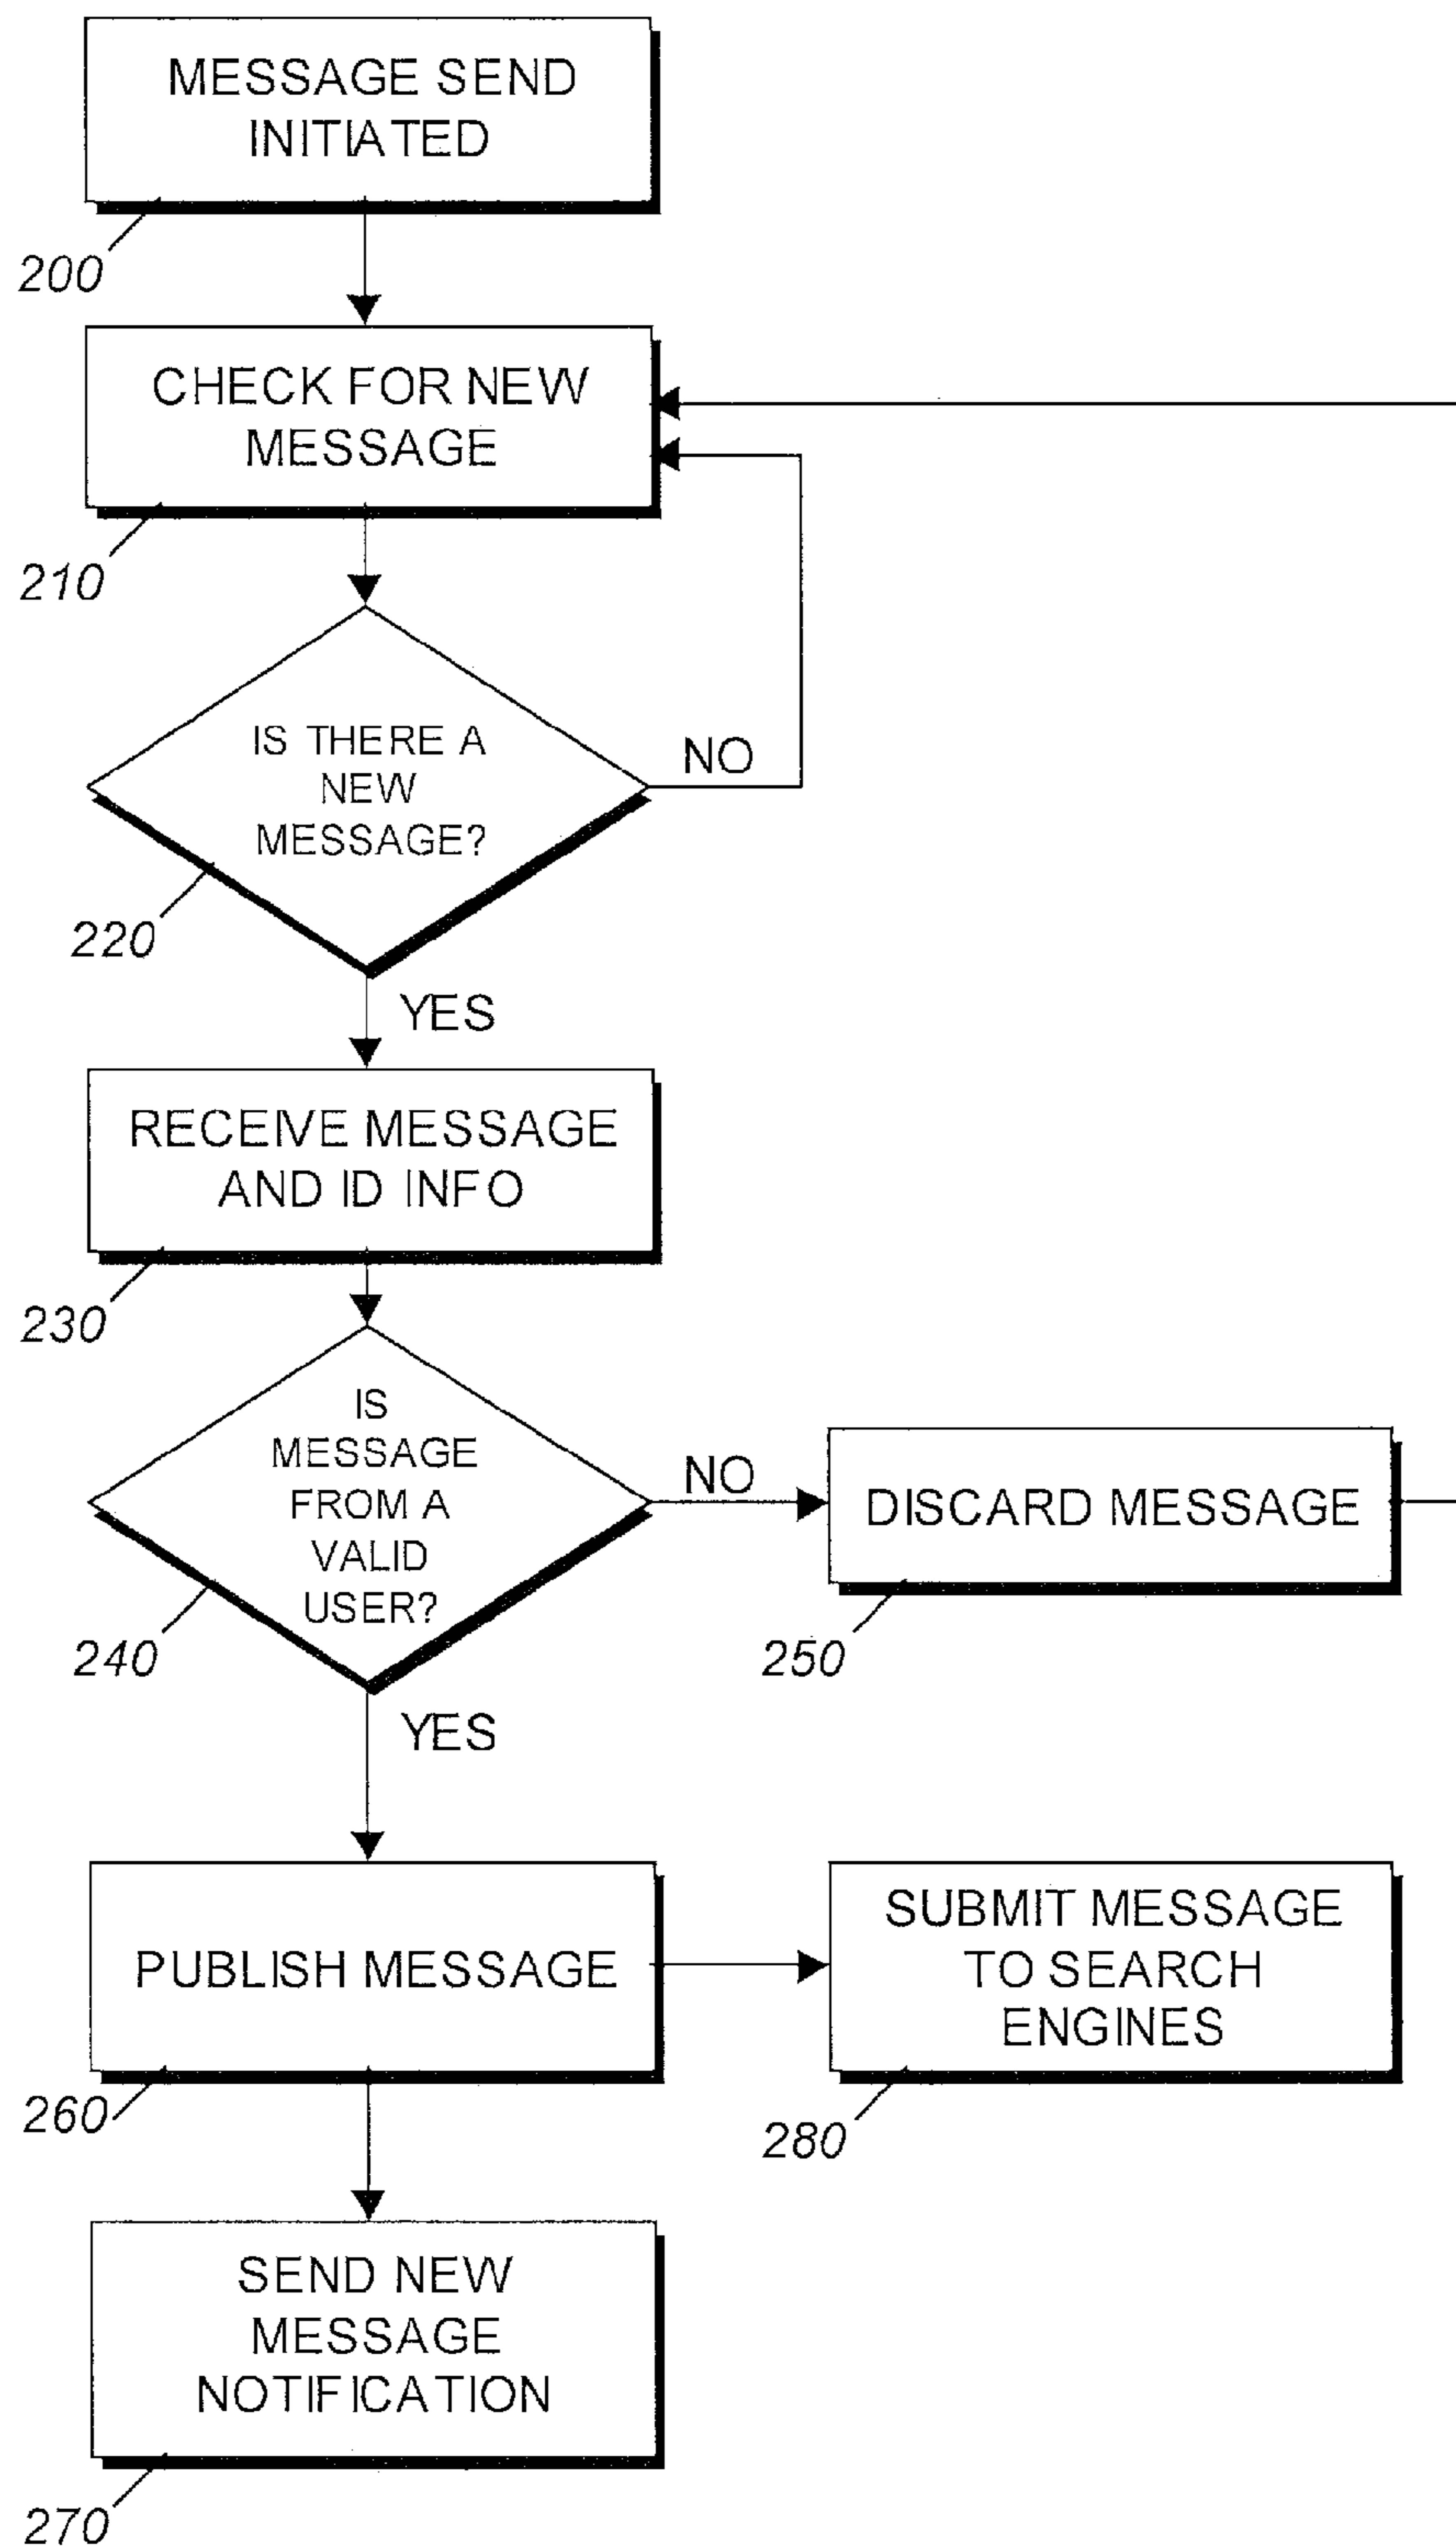 MESSAGE SEND
INITIATED
200
CHECK FOR NEW
MESSAGE
210
IS THERE A
NEW
MESSAGE?
NO
220
YES
RECEIVE MESSAGE
AND ID INFO
230
IS
MESSAGE
FROM A
VALID
USER?
NO
DISCARD MESSAGE
240
250
YES
PUBLISH MESSAGE
SUBMIT MESSAGE
TO SEARCH
ENGINES
260
280
SEND NEW
MESSAGE
NOTIFICATION
270